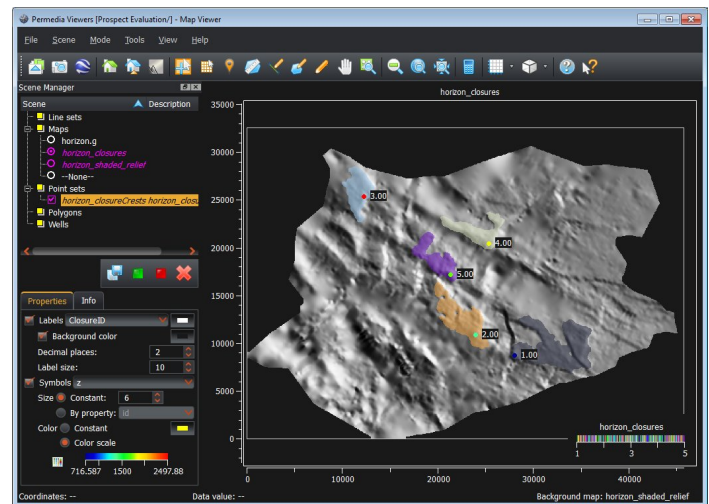 Permedia Viewers [Prospect Evaluation/] - Map Viewer
File Scene Mode Tools View Help
Scene Manager
Scene Description
Line sets
Maps
horizon.g
horizon_closures
horizon_shaded_relief
--None--
Point sets
horizon_closureCrests horizon_closu
Polygons
Wells
Properties Info
Labels ClosureID
Background color
Decimal places: 2
Label size: 10
Symbols z
Size Constant: 6
By property: id
Color Constant
Color scale
716.587 1500 2497.88
horizon_closures
35000
30000
25000
20000
15000
10000
5000
0
3.00
4.00
5.00
2.00
1.00
horizon_closures
1 3 5
0 10000 20000 30000 40000
Coordinates: -- Data value: -- Background map: horizon_shaded_relief